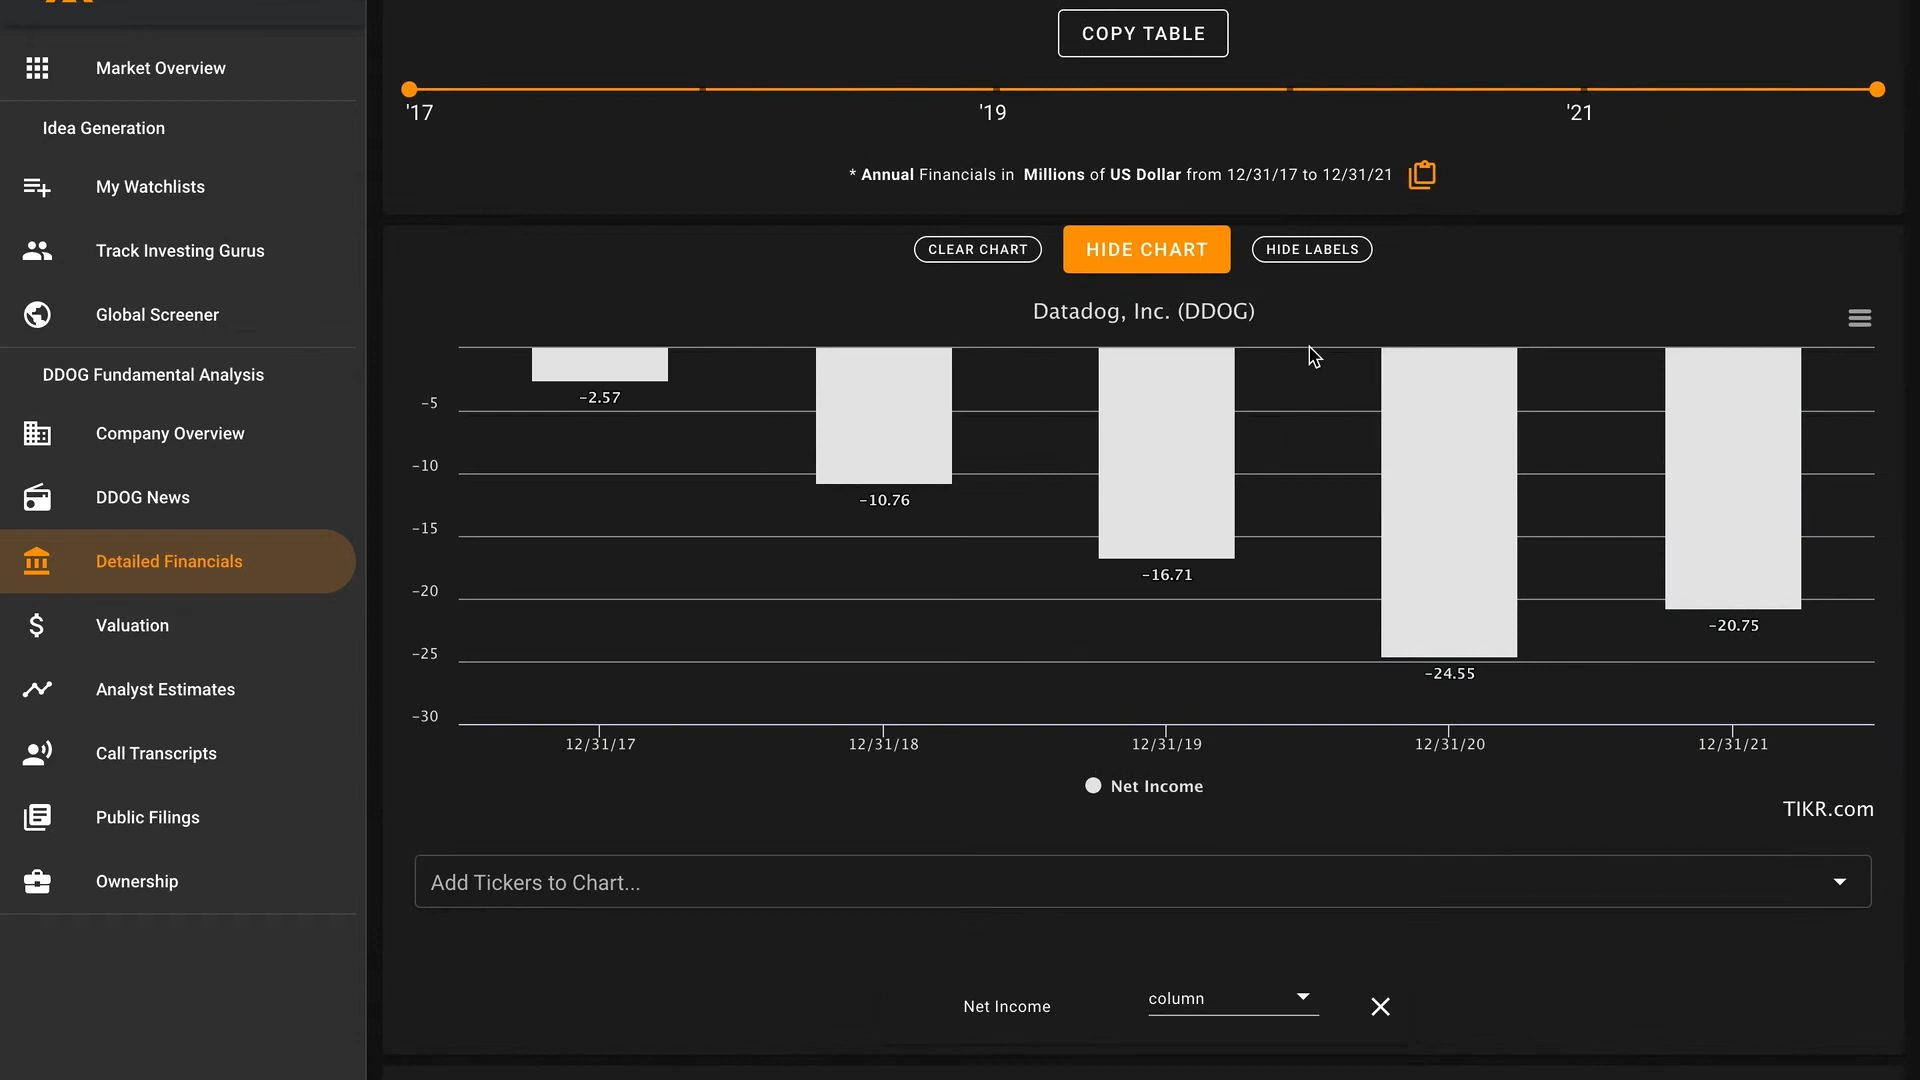 Market Overview
Idea Generation
My Watchlists
Track Investing Gurus
Global Screener
DDOG Fundamental Analysis
Company Overview
DDOG News
Detailed Financials
Valuation
Analyst Estimates
Call Transcripts
Public Filings
Ownership
COPY TABLE
'17 '19 '21
* Annual Financials in Millions of US Dollar from 12/31/17 to 12/31/21
CLEAR CHART HIDE CHART HIDE LABELS
Datadog, Inc. (DDOG)
-2.57
-5
-10
-10.76
-15
-16.71
-20
-20.75
-25
-24.55
-30
12/31/17 12/31/18 12/31/19 12/31/20 12/31/21
Net Income
TIKR.com
Add Tickers to Chart...
Net Income column